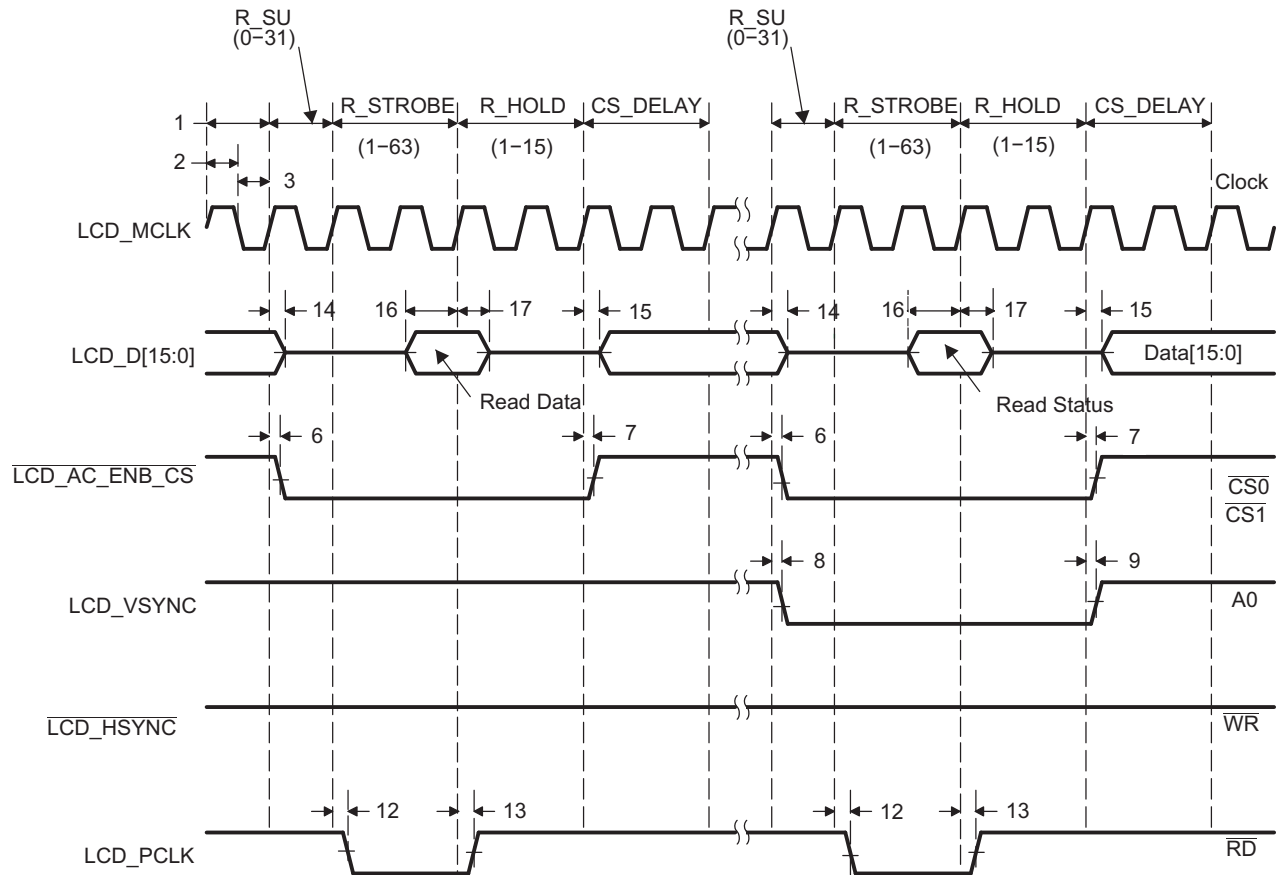 R_SU R_SU
(0−31) (0−31)
R_STROBE R_HOLD CS_DELAY R_STROBE R_HOLD CS_DELAY
1
(1−63) (1−15) (1−63) (1−15)
2
3 Clock
LCD_MCLK
14 16 17 15 14 16 17 15
LCD_D[15:0] Data[15:0]
Read Data Read Status
6 7 6 7
LCD_AC_ENB_CS CS0
CS1
8 9
LCD_VSYNC A0
LCD_HSYNC WR
12 13 12 13
LCD_PCLK RD